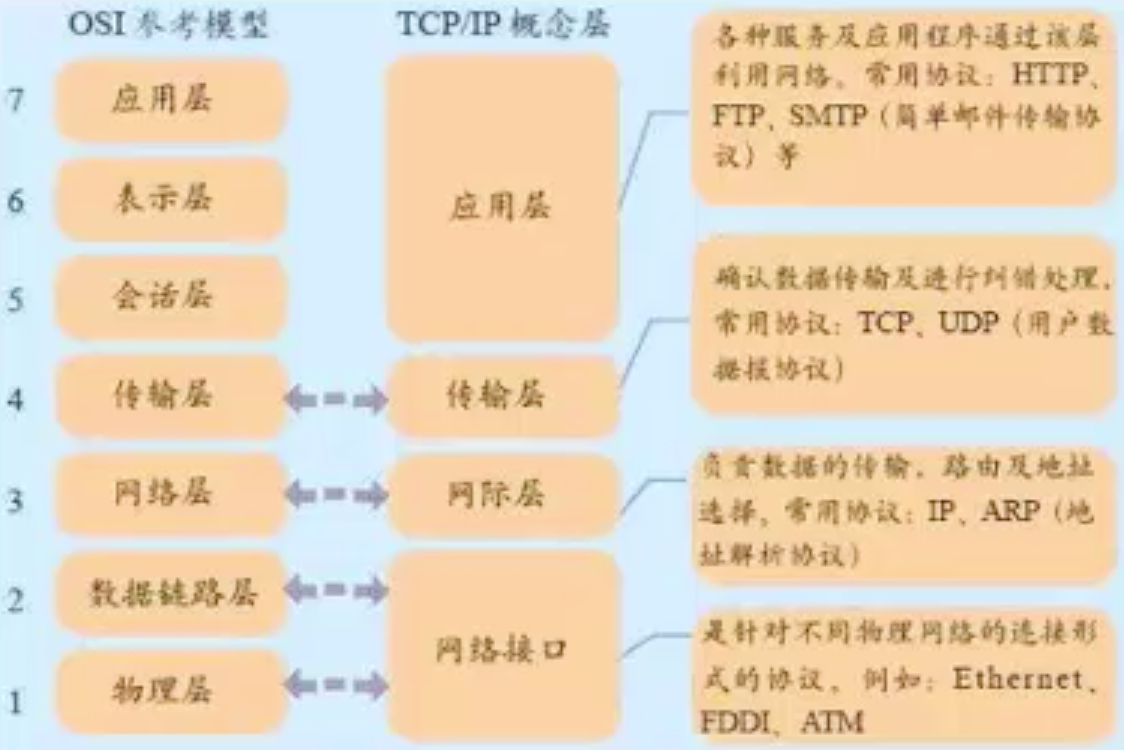 OSI 参考模型
TCP/IP 概念层
7
应用层
6
表示层
5
会话层
4
传输层
3
网络层
2
数据链路层
1
物理层
应用层
传输层
网际层
网络接口
各种服务及应用程序通过该层
利用网络。常用协议：HTTP、
FTP、SMTP（简单邮件传输协
议）等
确认数据传输及进行纠错处理。
常用协议：TCP、UDP（用户数
据报协议）
负责数据的传输，路由及地址
选择。常用协议：IP、ARP（地
址解析协议）
是针对不同物理网络的连接形
式的协议。例如：Ethernet、
FDDI、ATM